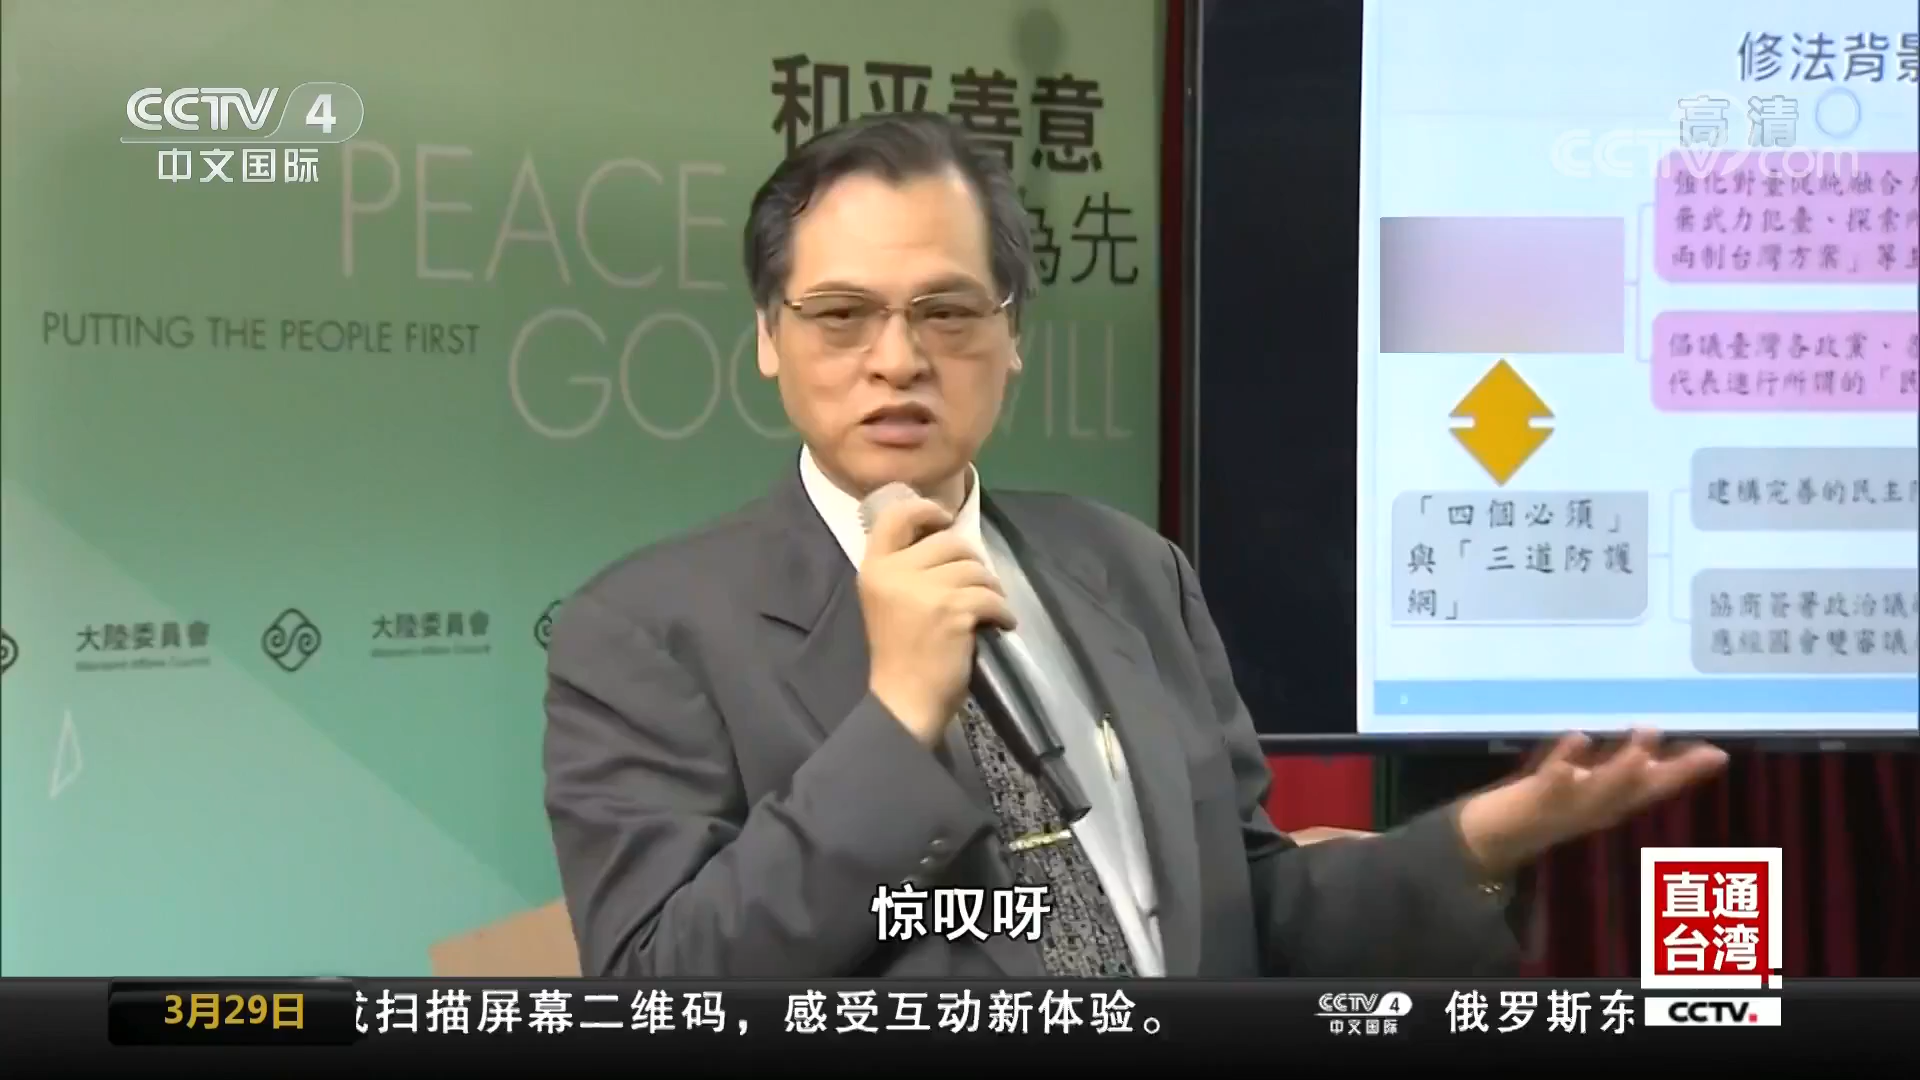 CCTV 4
中文国际
和平善意
為先
PEACE
PUTTING THE PEOPLE FIRST
大陸委員會
大陸委員會
修法背景
高清
CCTV.com
強化對臺促統融合
棄武力犯臺、探索
兩制台灣方案」等
倡議臺灣各政黨、
代表進行所謂的「民
「四個必須」
與「三道防護
網」
建構完善的民主
協商簽署政治議
應經國會雙審議
惊叹呀
直通
台湾
CCTV.
3月29日
扫描屏幕二维码，感受互动新体验。
CCTV 4
中文国际
俄罗斯东